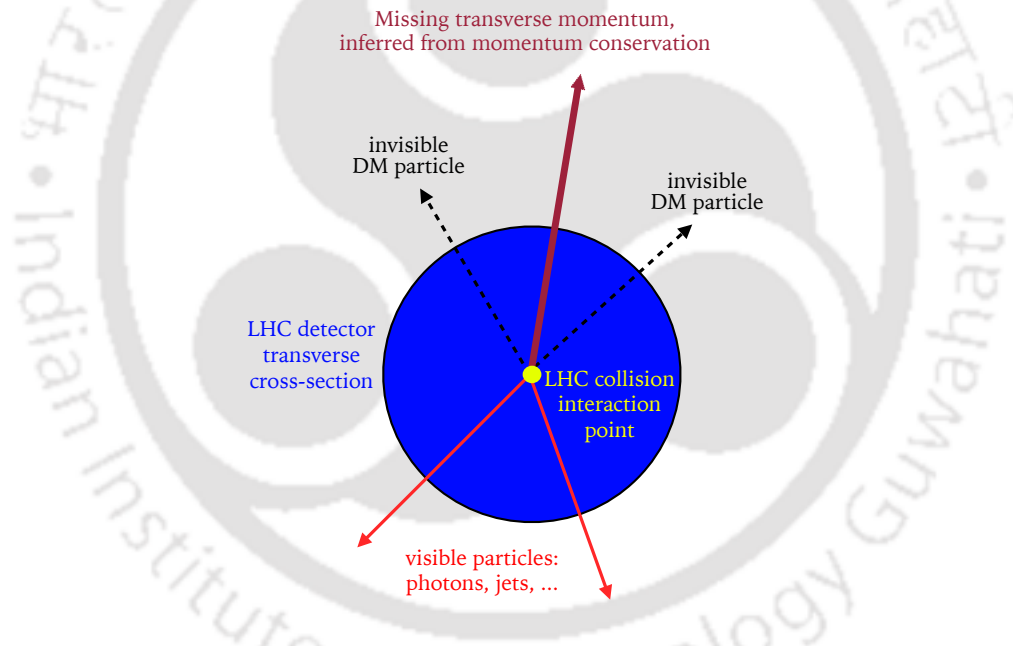 Missing transverse momentum,
inferred from momentum conservation
invisible
DM particle
invisible
DM particle
LHC detector
transverse
cross-section
LHC collision
interaction
point
visible particles:
photons, jets, ...
Indian Institute
ology Guwahati